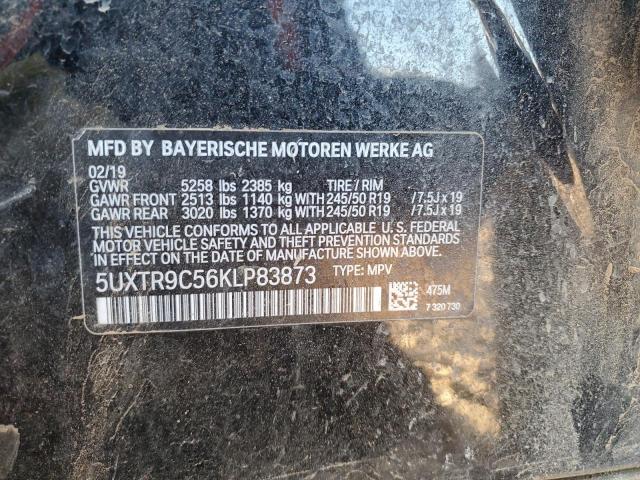 MFD BY BAYERISCHE MOTOREN WERKE AG
02/19
GVWR 5258 lbs 2385 kg TIRE / RIM
GAWR FRONT 2513 lbs 1140 kg WITH 245/50 R19 / 7.5J x 19
GAWR REAR 3020 lbs 1370 kg WITH 245/50 R19 / 7.5J x 19
THIS VEHICLE CONFORMS TO ALL APPLICABLE U. S. FEDERAL
MOTOR VEHICLE SAFETY AND THEFT PREVENTION STANDARDS
IN EFFECT ON THE DATE OF MANUFACTURE SHOWN ABOVE.
5UXTR9C56KLP83873 TYPE: MPV
475M
7 320 730